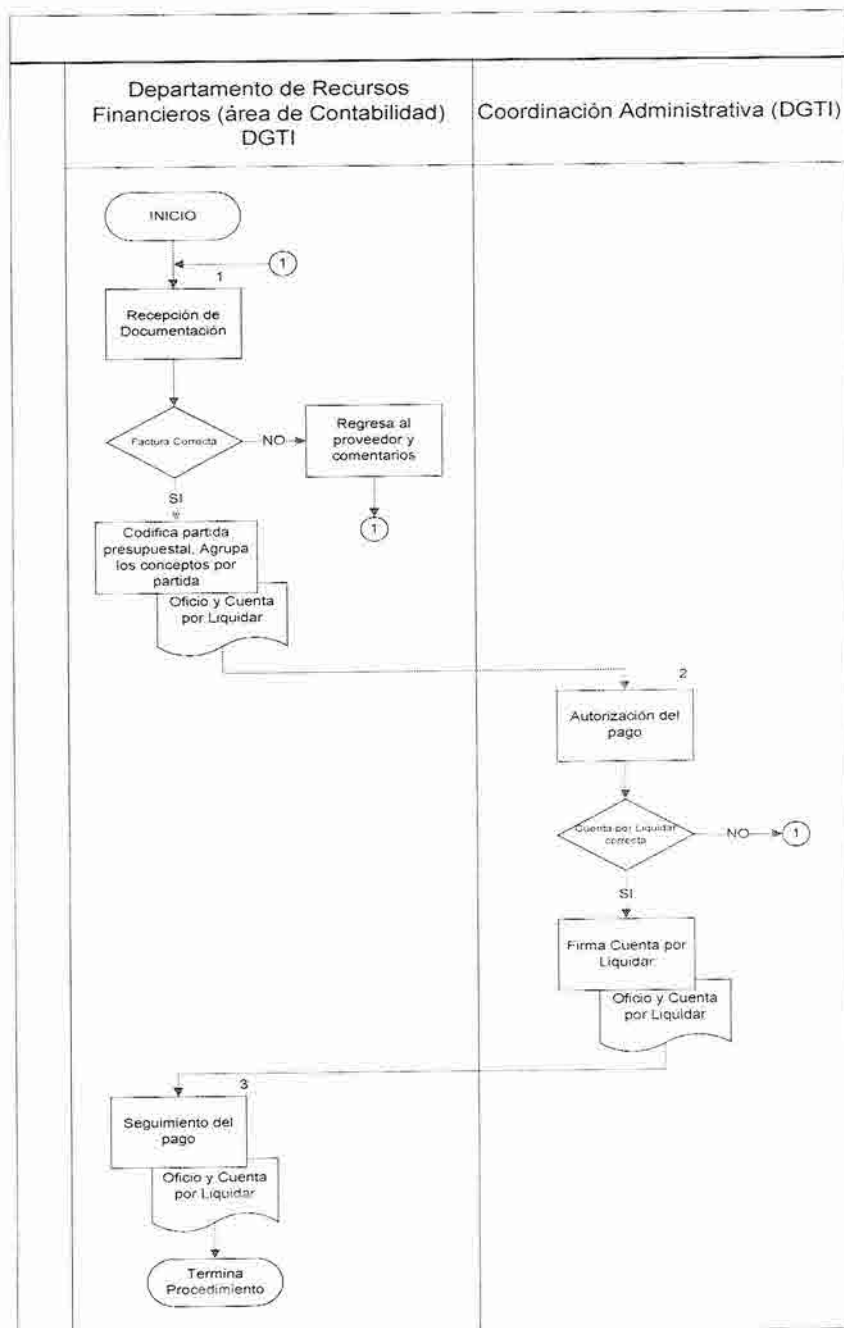 Departamento de Recursos
Financieros (área de Contabilidad)
DGTI
Coordinación Administrativa (DGTI)
INICIO
1
1
Recepción de
Documentación
Factura Correcta
NO
Regresa al
proveedor y
comentarios
1
SI
Codifica partida
presupuestal, Agrupa
los conceptos por
partida
Oficio y Cuenta
por Liquidar
2
Autorización del
pago
Cuenta por Liquidar
correcta
NO
1
SI
Firma Cuenta por
Liquidar
Oficio y Cuenta
por Liquidar
3
Seguimiento del
pago
Oficio y Cuenta
por Liquidar
Termina
Procedimiento